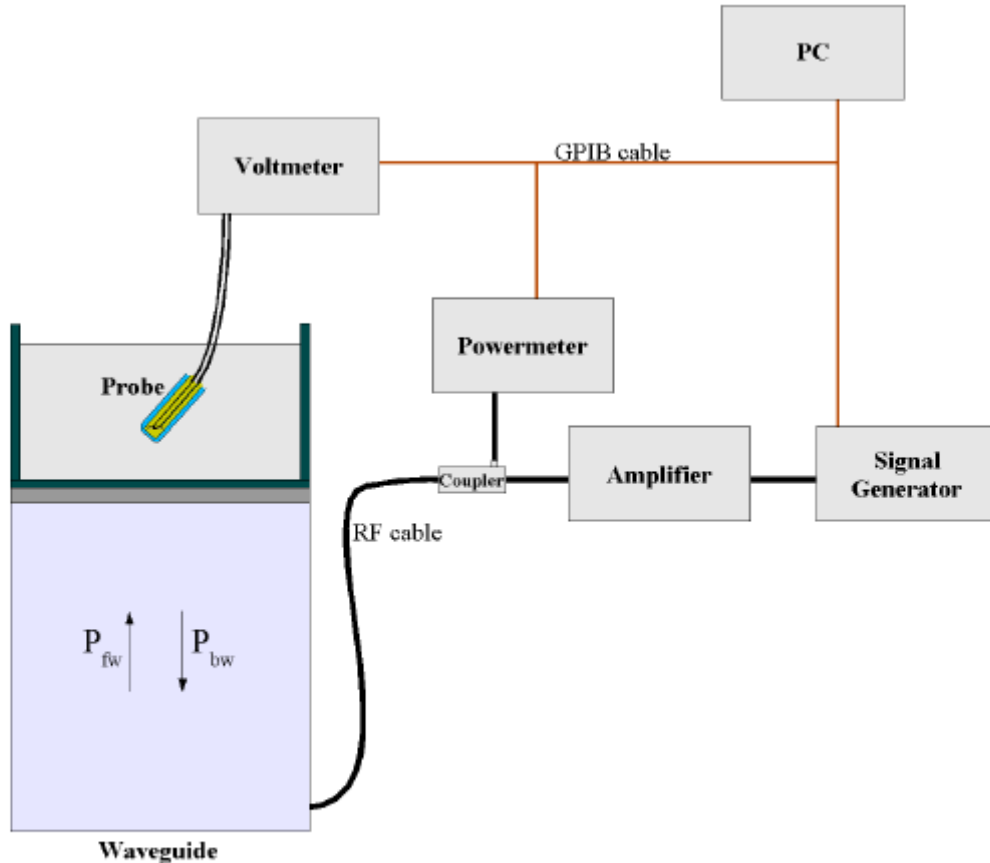 PC
Voltmeter
GPIB cable
Powermeter
Probe
Coupler
Amplifier
Signal
Generator
RF cable
P_fw
P_bw
Waveguide